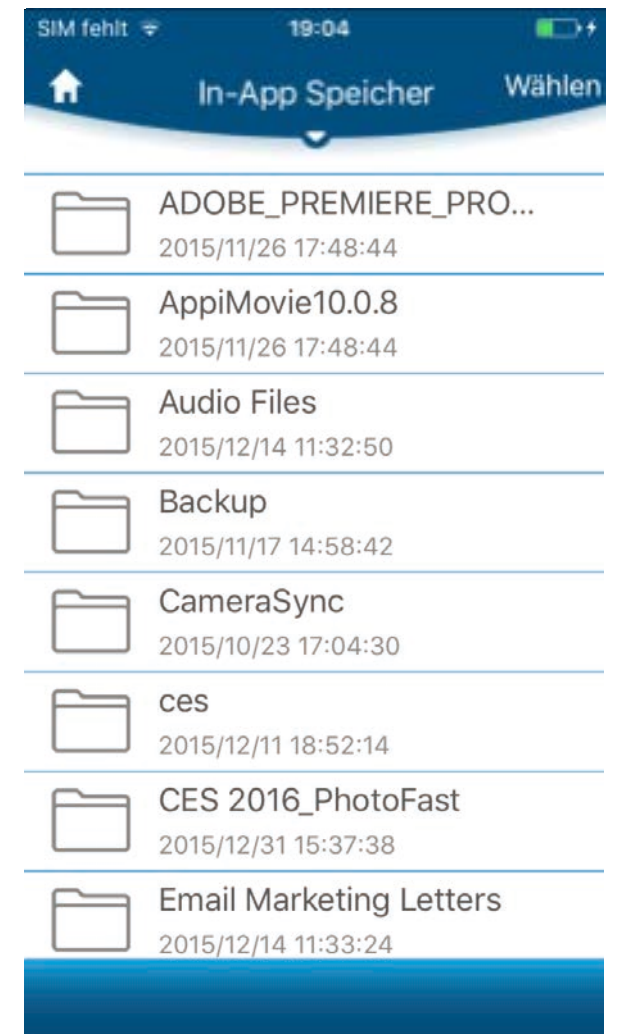 SIM fehlt 19:04
In-App Speicher Wählen
ADOBE_PREMIERE_PRO...
2015/11/26 17:48:44
AppiMovie10.0.8
2015/11/26 17:48:44
Audio Files
2015/12/14 11:32:50
Backup
2015/11/17 14:58:42
CameraSync
2015/10/23 17:04:30
ces
2015/12/11 18:52:14
CES 2016_PhotoFast
2015/12/31 15:37:38
Email Marketing Letters
2015/12/14 11:33:24